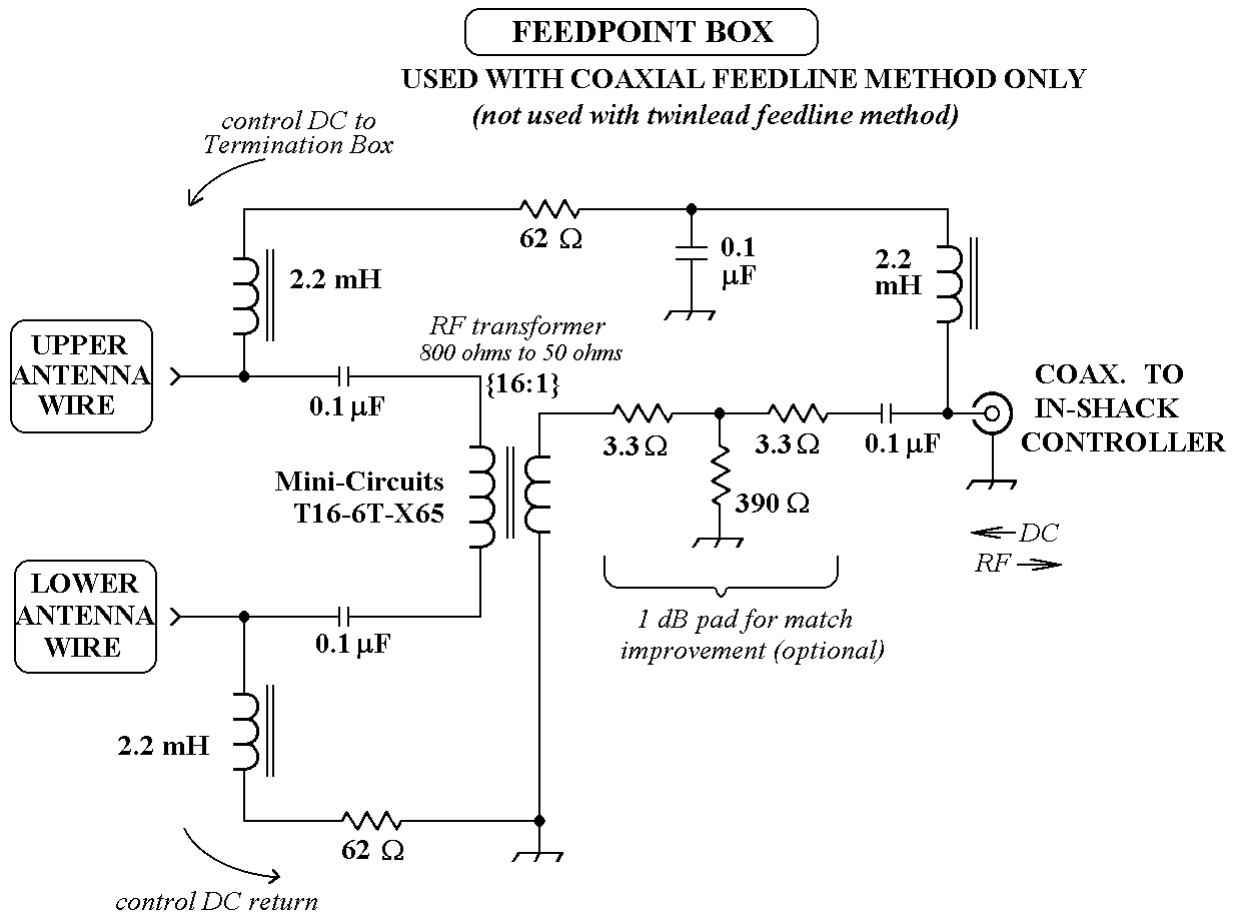 FEEDPOINT BOX
USED WITH COAXIAL FEEDLINE METHOD ONLY
(not used with twinlead feedline method)
control DC to
Termination Box
62 Ω
0.1
µF
2.2
mH
2.2 mH
RF transformer
800 ohms to 50 ohms
{16:1}
UPPER
ANTENNA
WIRE
0.1 µF
3.3 Ω
3.3 Ω
0.1 µF
COAX. TO
IN-SHACK
CONTROLLER
Mini-Circuits
T16-6T-X65
390 Ω
DC
RF
LOWER
ANTENNA
WIRE
0.1 µF
1 dB pad for match
improvement (optional)
2.2 mH
62 Ω
control DC return